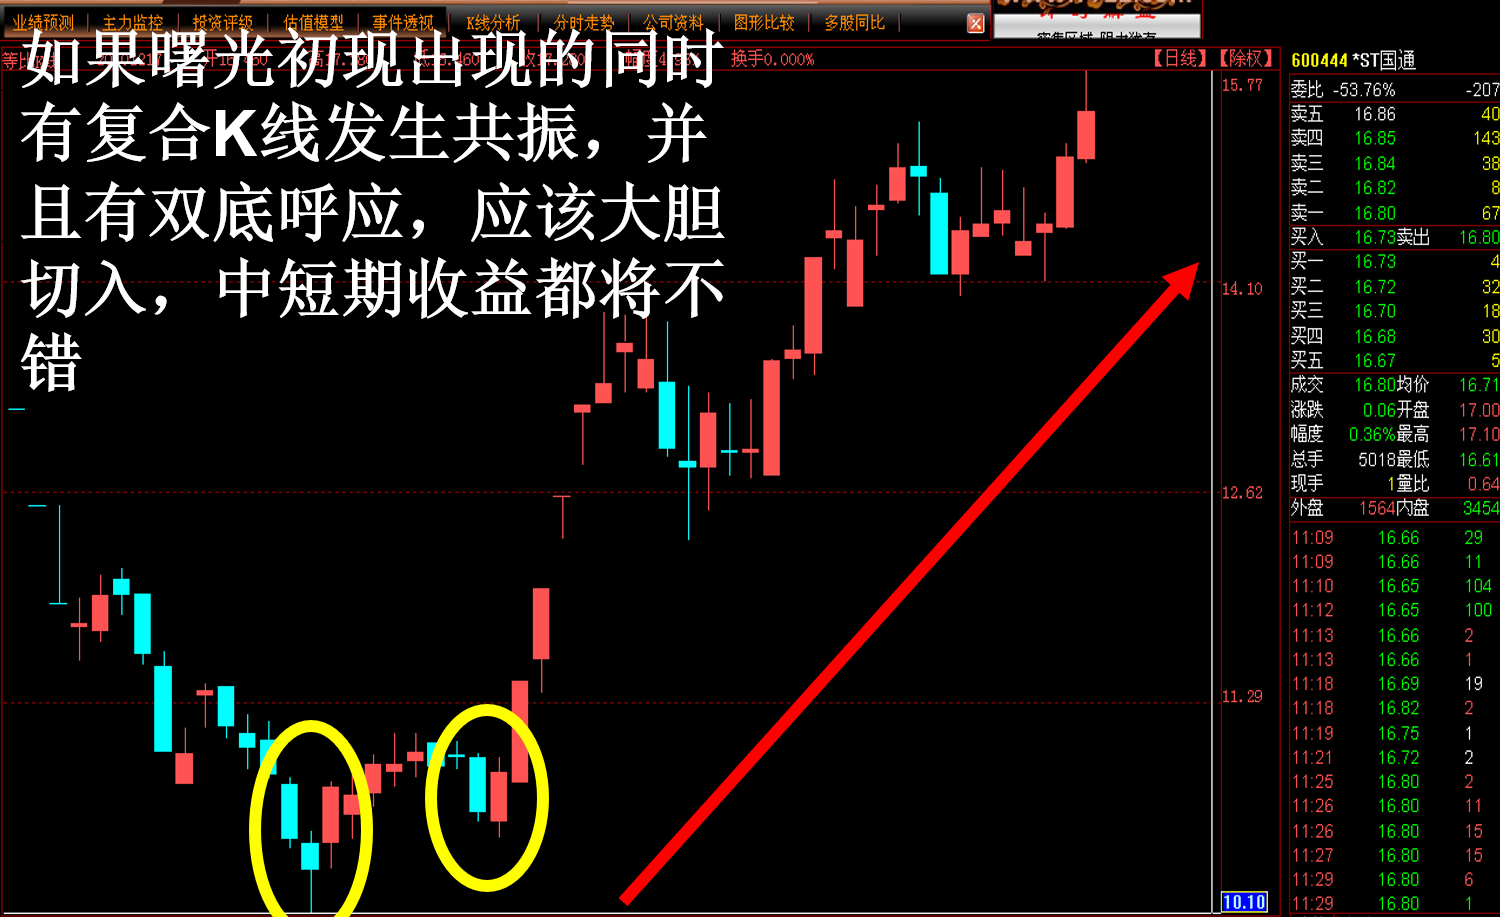 业绩预测 主力监控 投资评级 估值模型 事件透视 K线分析 分时走势 公司资料 图形比较 多股同比
换手0.000% 【日线】 【除权】
如果曙光初现出现的同时
有复合K线发生共振，并
且有双底呼应，应该大胆
切入，中短期收益都将不
错
15.77
14.10
12.62
11.29
10.10
600444 *ST国通
委比 -53.76% -207
卖五 16.86 40
卖四 16.85 143
卖三 16.84 38
卖二 16.82 8
卖一 16.80 67
买入 16.73 卖出 16.80
买一 16.73 4
买二 16.72 32
买三 16.70 18
买四 16.68 30
买五 16.67 5
成交 16.80 均价 16.71
涨跌 0.06 开盘 17.00
幅度 0.36% 最高 17.10
总手 5018 最低 16.61
现手 1 量比 0.64
外盘 1564 内盘 3454
11:09 16.66 29
11:09 16.66 11
11:10 16.65 104
11:12 16.65 100
11:13 16.66 2
11:13 16.66 1
11:18 16.69 19
11:18 16.82 2
11:19 16.75 1
11:21 16.72 2
11:25 16.80 2
11:26 16.80 11
11:26 16.80 15
11:27 16.80 15
11:29 16.80 6
11:29 16.80 1